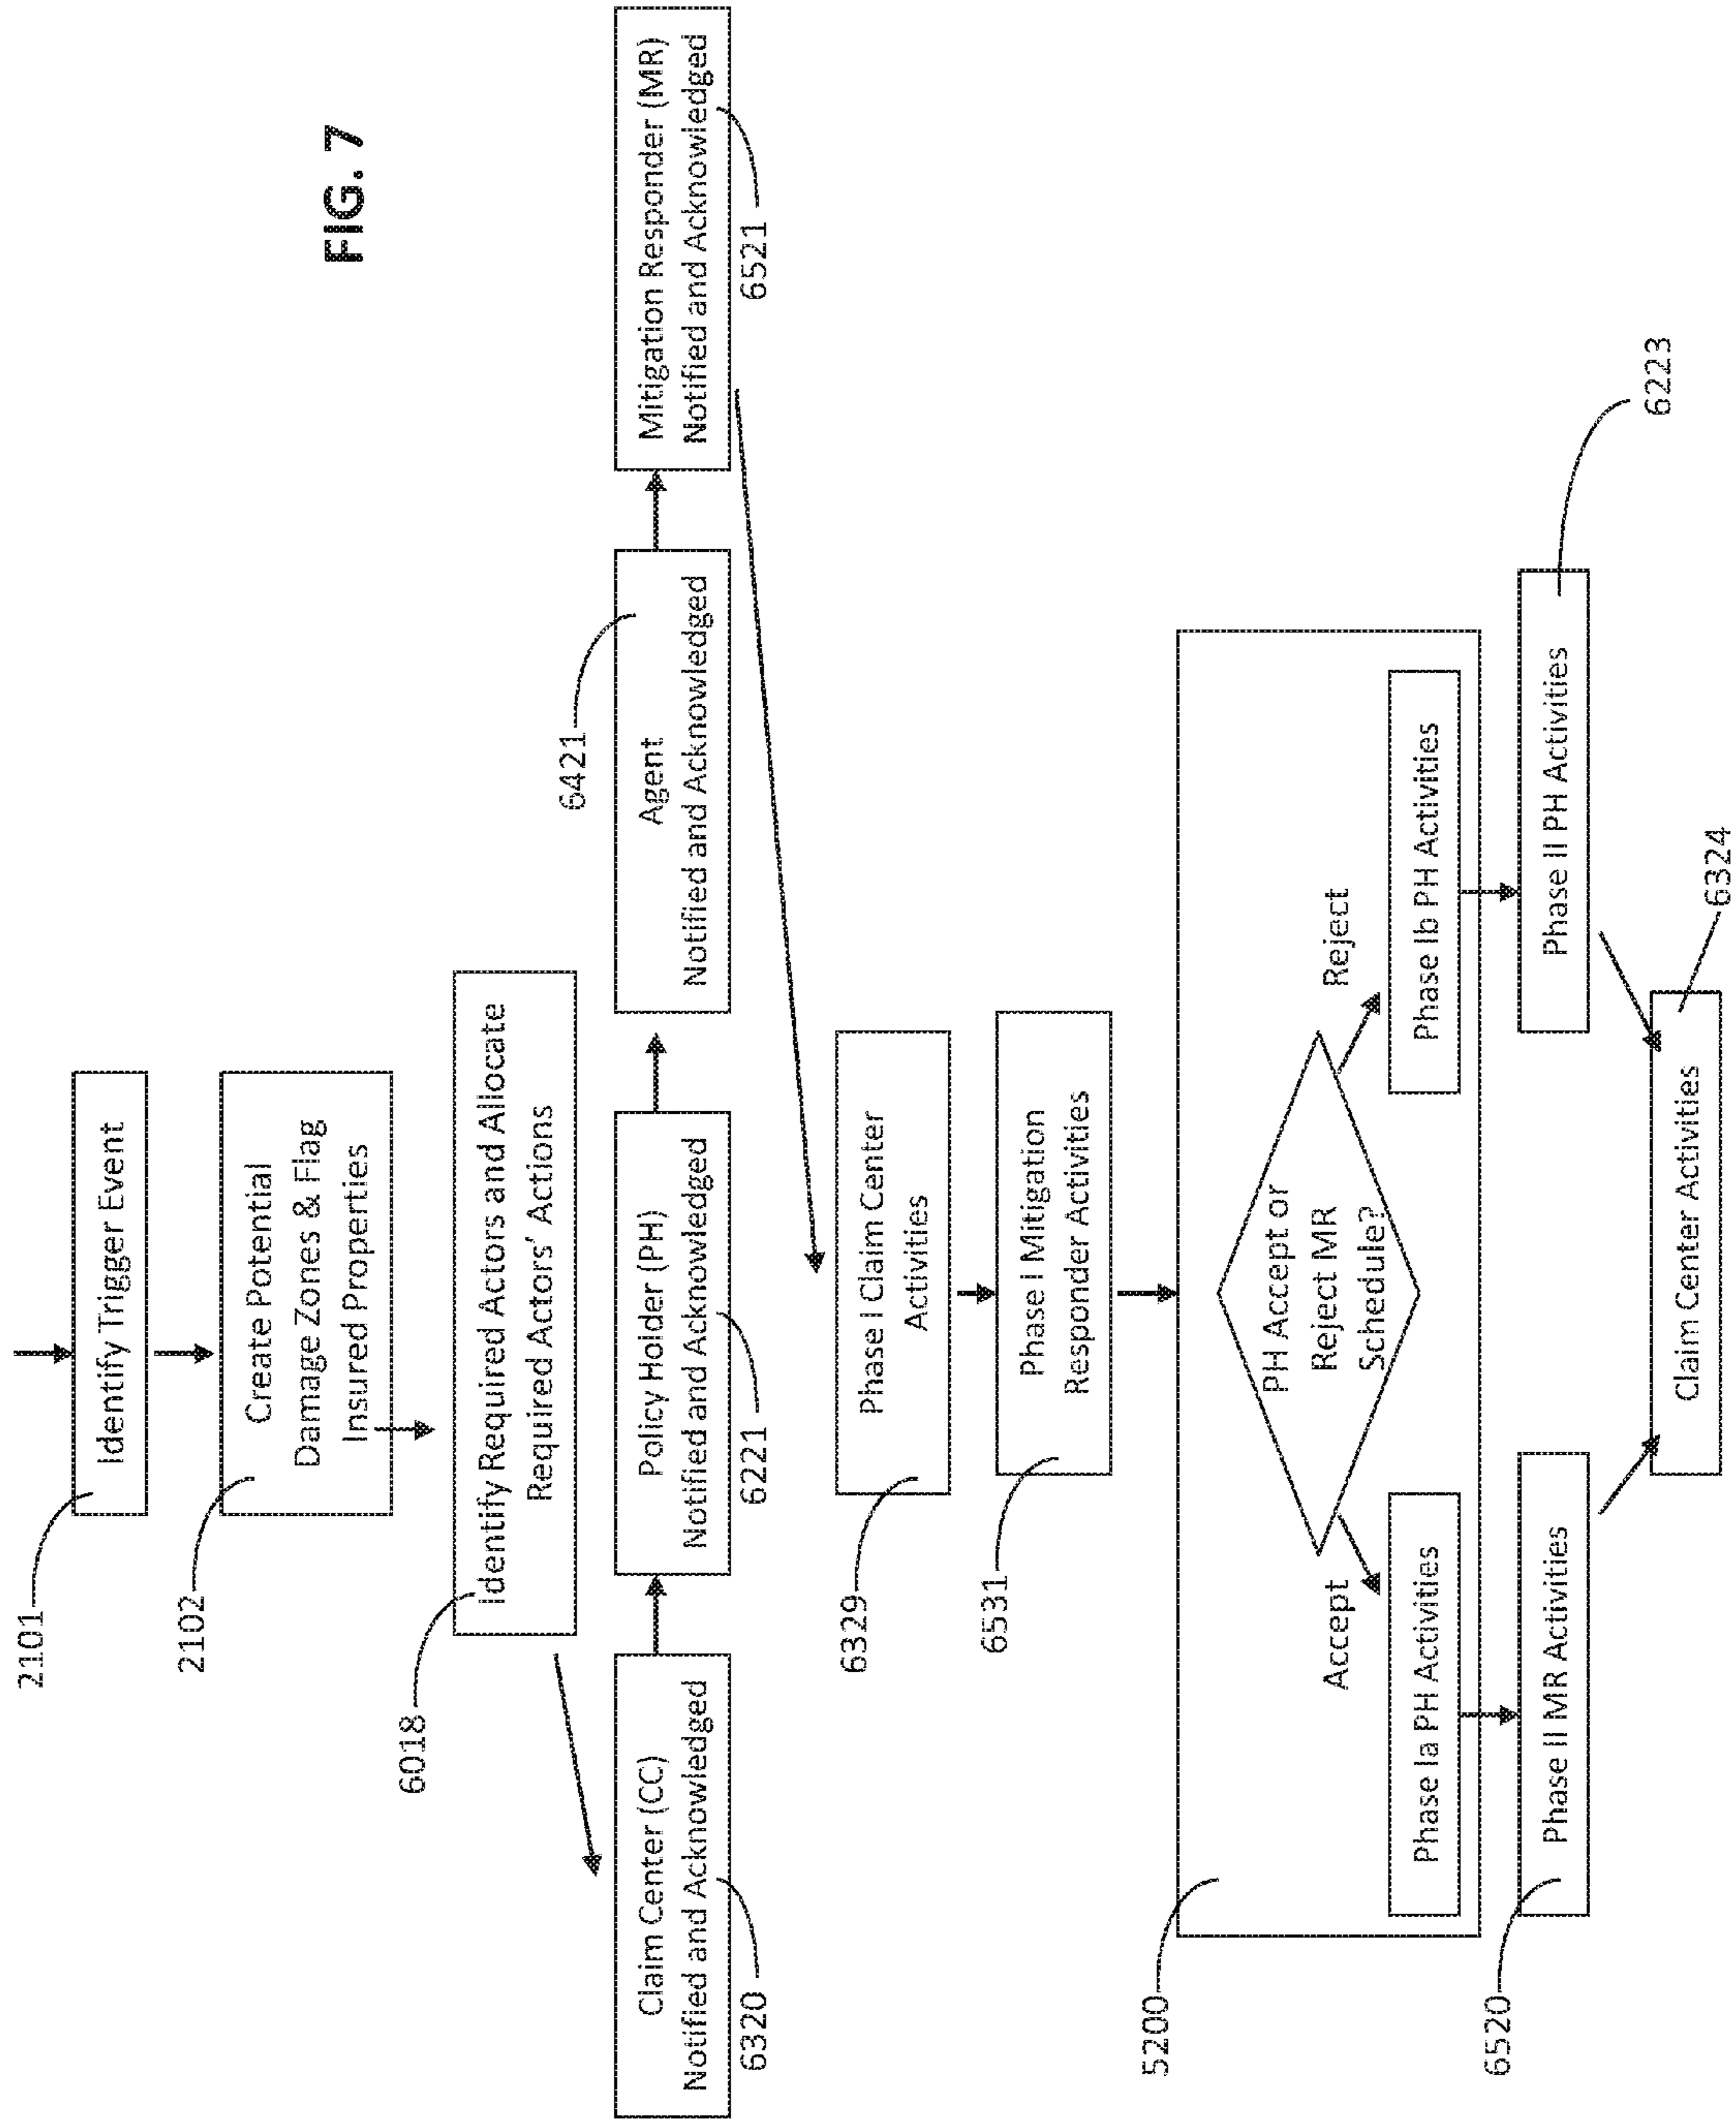 FIG. 7
2101
Identify Trigger Event
2102
Create Potential
Damage Zones & Flag
Insured Properties
6018
Identify Required Actors and Allocate
Required Actors' Actions
Claim Center (CC)
Notified and Acknowledged
6320
Policy Holder (PH)
Notified and Acknowledged
6221
6421
Agent
Notified and Acknowledged
Mitigation Responder (MR)
Notified and Acknowledged
6521
6329
Phase I Claim Center
Activities
6531
Phase I Mitigation
Responder Activities
5200
PH Accept or
Reject MR
Schedule?
Accept
Reject
Phase Ia PH Activities
Phase Ib PH Activities
6520
Phase II MR Activities
Phase II PH Activities
6223
Claim Center Activities
6324